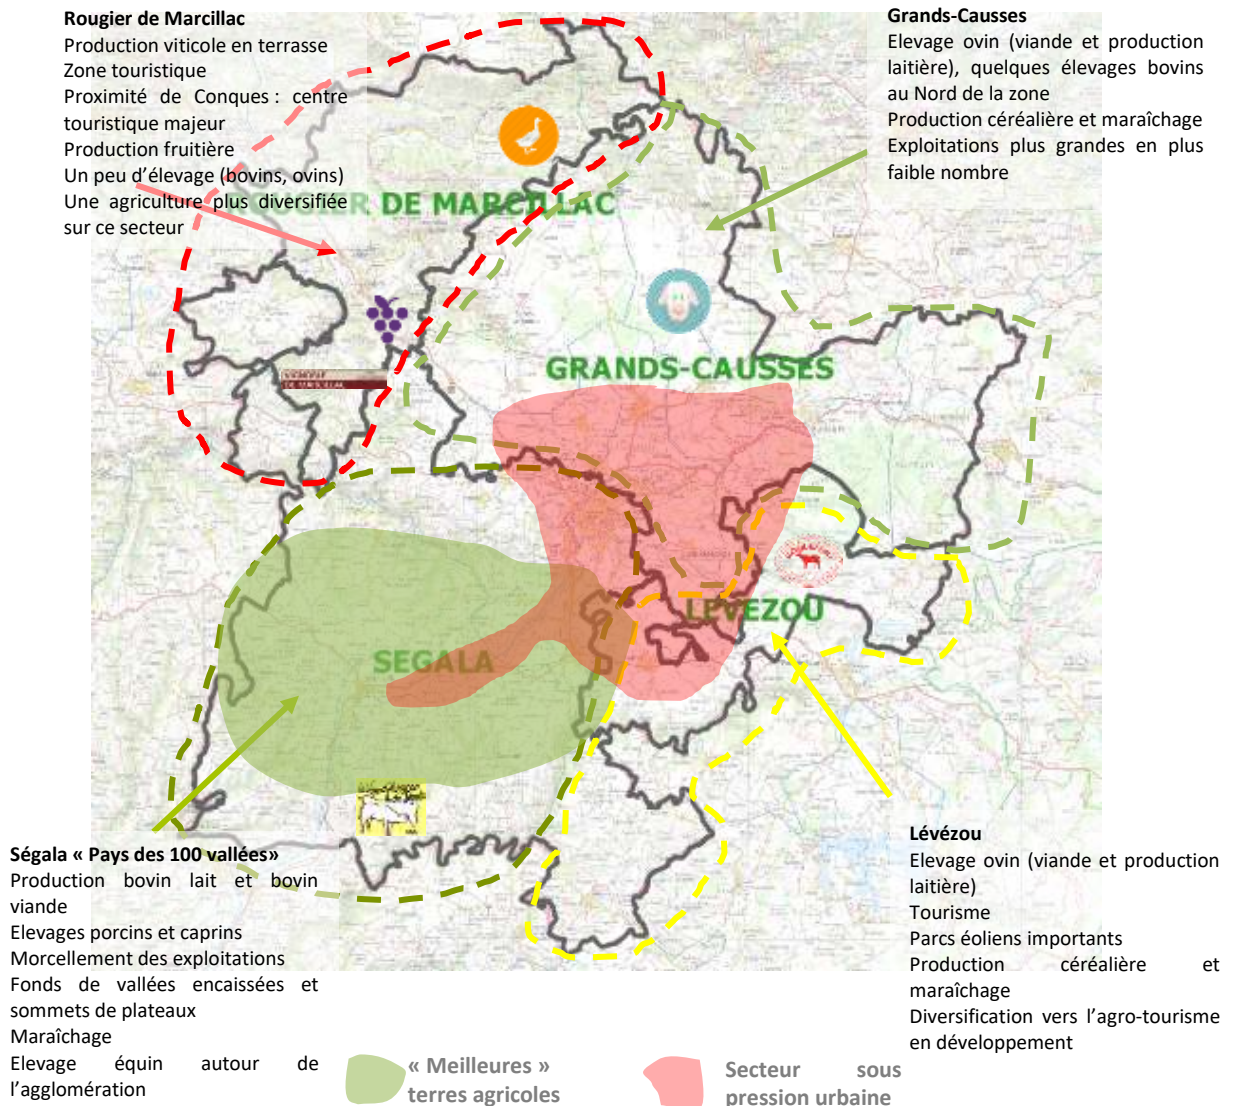 Rougier de Marcillac
Production viticole en terrasse
Zone touristique
Proximité de Conques : centre
touristique majeur
Production fruitière
Un peu d'élevage (bovins, ovins)
Une agriculture plus diversifiée
sur ce secteur
Grands-Causses
Elevage ovin (viande et production
laitière), quelques élevages bovins
au Nord de la zone
Production céréalière et maraîchage
Exploitations plus grandes en plus
faible nombre
OUGIER DE MARCILLAC
VIGNOBLE
DE MARCILLAC
GRANDS-CAUSSES
LEVEZOU
SEGALA
Ségala « Pays des 100 vallées»
Production bovin lait et bovin
viande
Elevages porcins et caprins
Morcellement des exploitations
Fonds de vallées encaissées et
sommets de plateaux
Maraîchage
Elevage équin autour de
l'agglomération
Lévézou
Elevage ovin (viande et production
laitière)
Tourisme
Parcs éoliens importants
Production céréalière et
maraîchage
Diversification vers l'agro-tourisme
en développement
« Meilleures »
terres agricoles
Secteur sous
pression urbaine